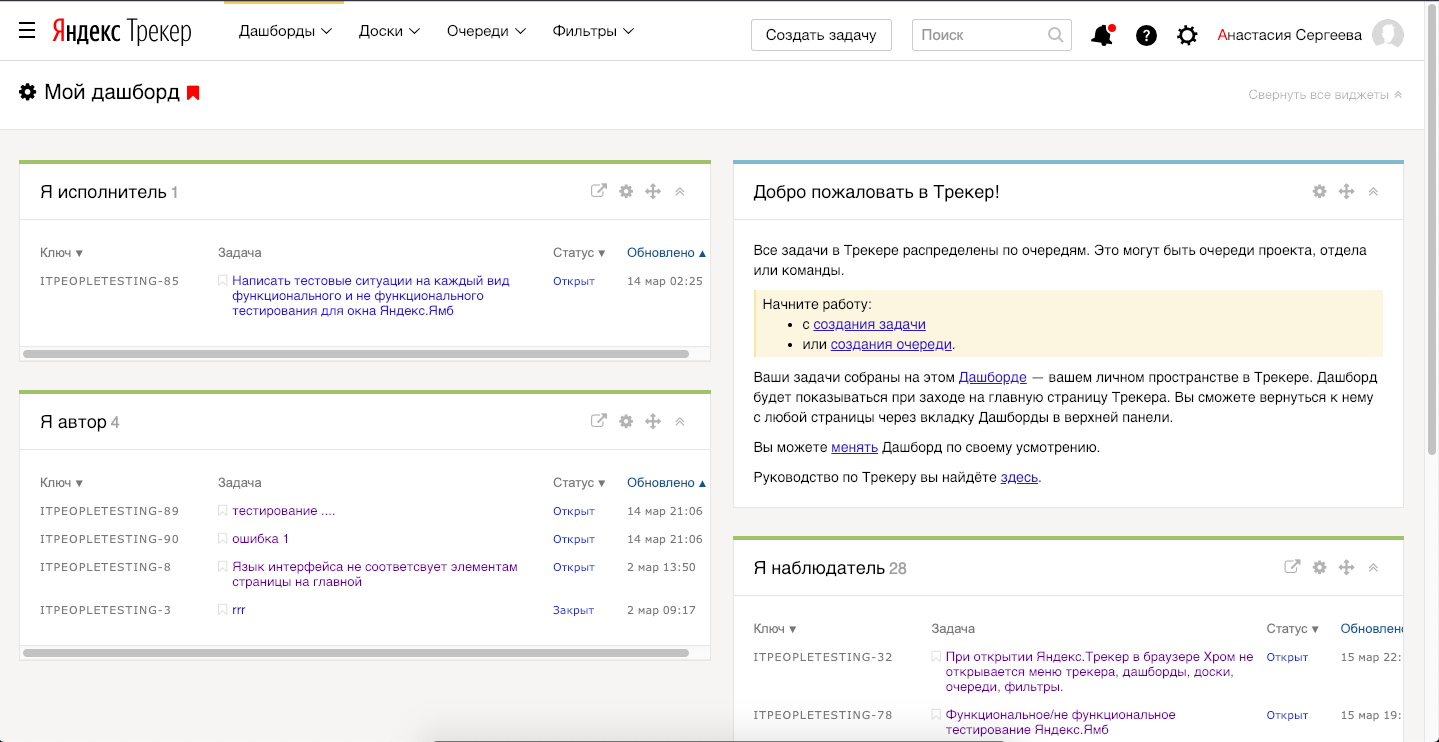 Яндекс Трекер Дашборды Доски Очереди Фильтры Создать задачу Поиск Анастасия Сергеева
Мой дашборд Свернуть все виджеты
Я исполнитель 1
Ключ ▾ Задача Статус ▾ Обновлено ▴
ITPEOPLETESTING-85 Написать тестовые ситуации на каждый вид Открыт 14 мар 02:25
функционального и не функционального
тестирования для окна Яндекс.Ямб
Я автор 4
Ключ ▾ Задача Статус ▾ Обновлено ▴
ITPEOPLETESTING-89 тестирование .... Открыт 14 мар 21:06
ITPEOPLETESTING-90 ошибка 1 Открыт 14 мар 21:06
ITPEOPLETESTING-8 Язык интерфейса не соответсвует элементам Открыт 2 мар 13:50
страницы на главной
ITPEOPLETESTING-3 rrr Закрыт 2 мар 09:17
Добро пожаловать в Трекер!
Все задачи в Трекере распределены по очередям. Это могут быть очереди проекта, отдела
или команды.
Начните работу:
• с создания задачи
• или создания очереди.
Ваши задачи собраны на этом Дашборде — вашем личном пространстве в Трекере. Дашборд
будет показываться при заходе на главную страницу Трекера. Вы сможете вернуться к нему
с любой страницы через вкладку Дашборды в верхней панели.
Вы можете менять Дашборд по своему усмотрению.
Руководство по Трекеру вы найдёте здесь.
Я наблюдатель 28
Ключ ▾ Задача Статус ▾ Обновлено
ITPEOPLETESTING-32 При открытии Яндекс.Трекер в браузере Хром не Открыт 15 мар 22:
открывается меню трекера, дашборды, доски,
очереди, фильтры.
ITPEOPLETESTING-78 Функциональное/не функциональное Открыт 15 мар 19:
тестирование Яндекс.Ямб